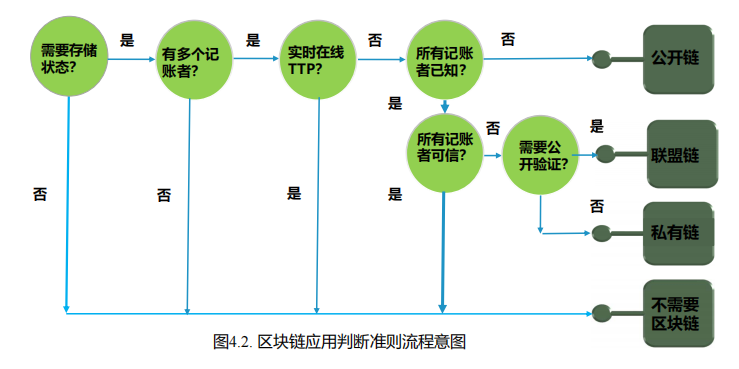 需要存储
状态？
是
有多个记
账者？
是
实时在线
TTP？
否
所有记账
者已知？
否
公开链
是
所有记账
者可信？
否
需要公
开验证？
是
联盟链
否
否
是
是
否
私有链
不需要
区块链
图4.2. 区块链应用判断准则流程意图